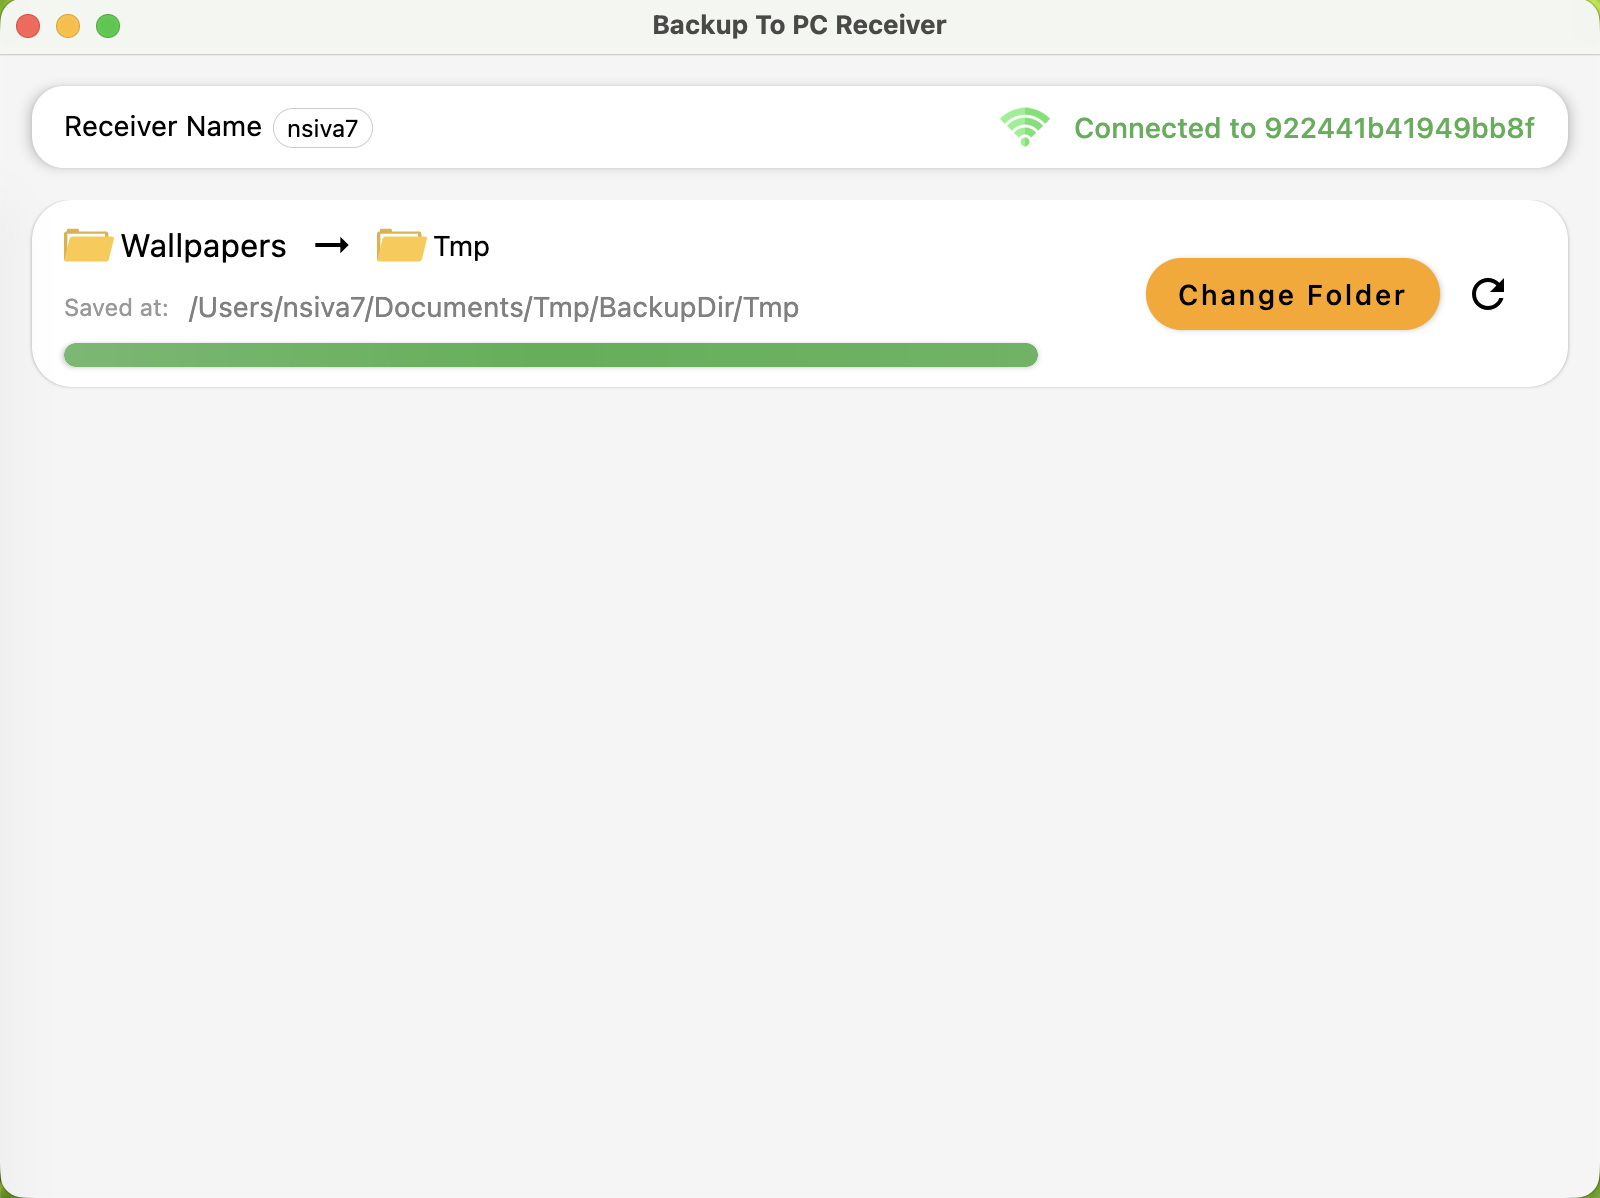 Backup To PC Receiver
Receiver Name nsiva7
Connected to 922441b41949bb8f
Wallpapers → Tmp
Saved at: /Users/nsiva7/Documents/Tmp/BackupDir/Tmp
Change Folder